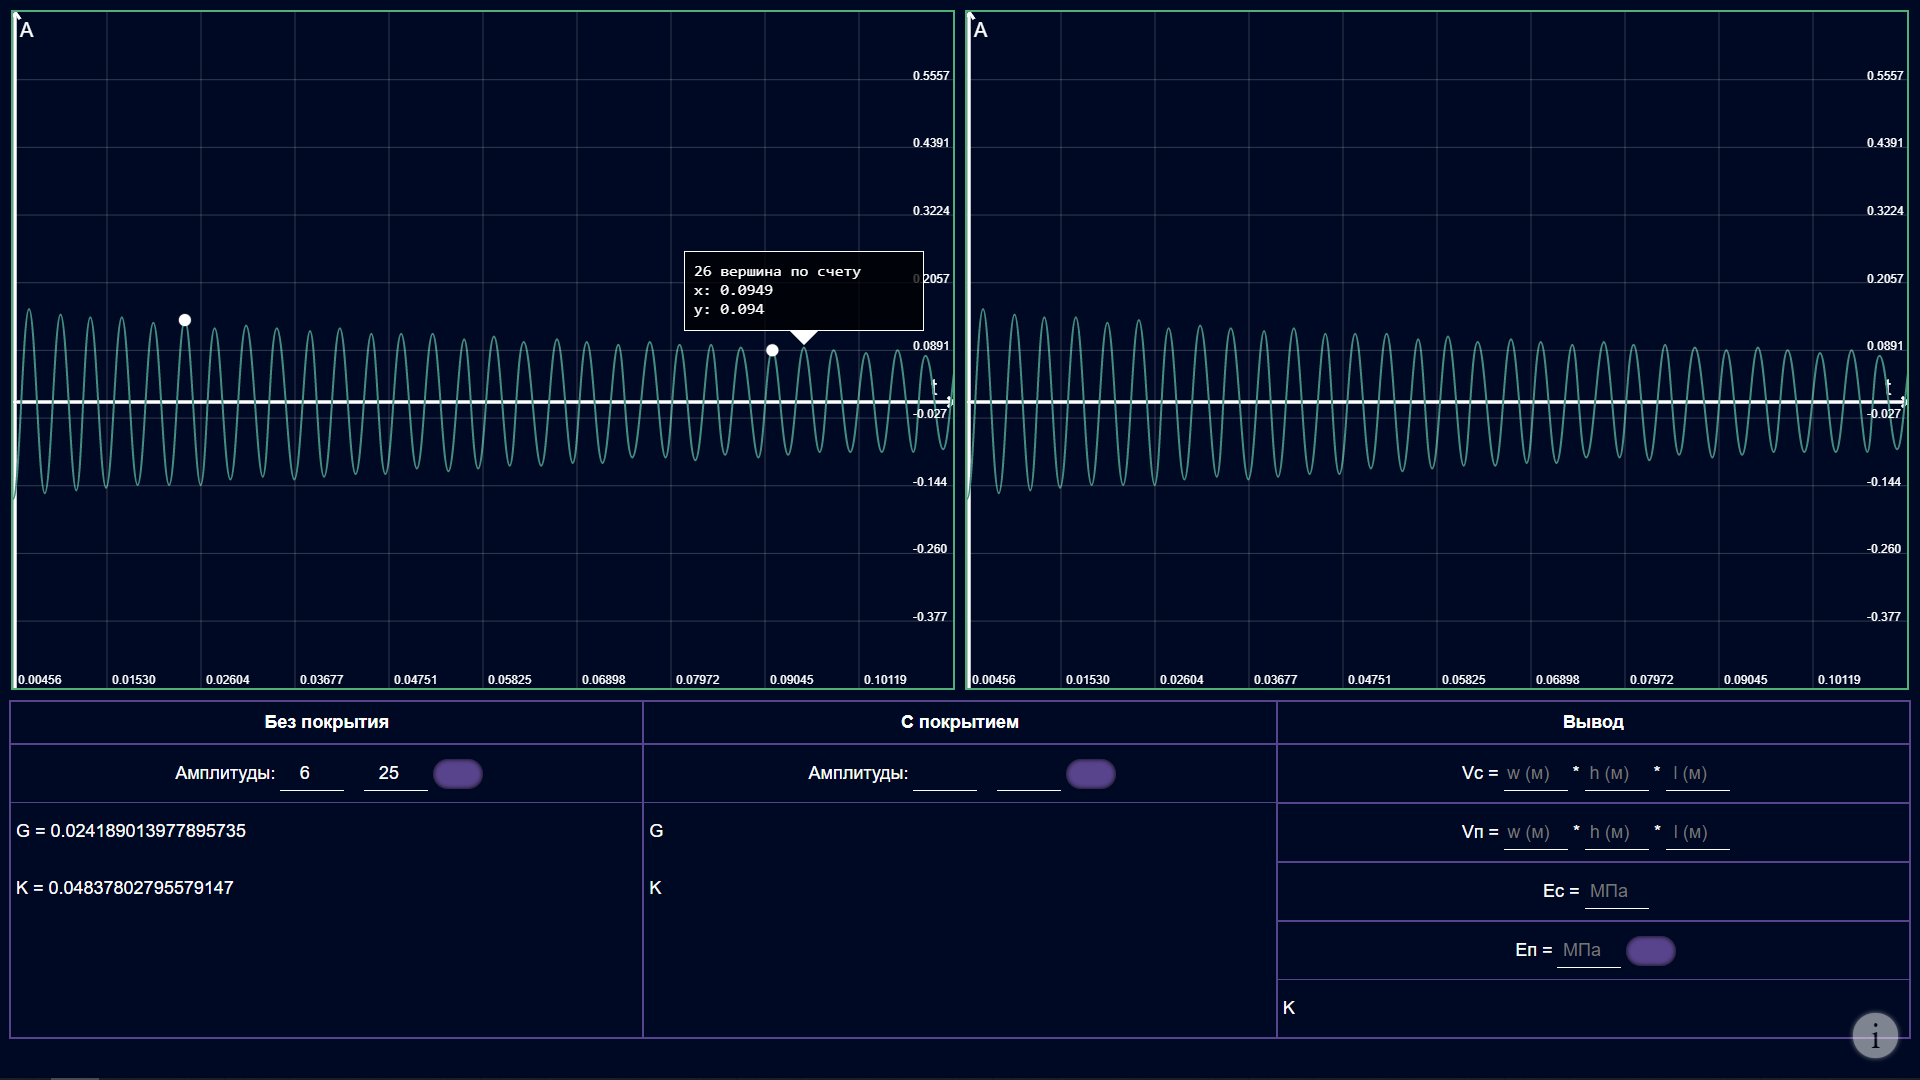 A
0.5557
0.4391
0.3224
0.2057
0.0891
t
-0.027
-0.144
-0.260
-0.377
0.00456 0.01530 0.02604 0.03677 0.04751 0.05825 0.06898 0.07972 0.09045 0.10119
26 вершина по счету
x: 0.0949
y: 0.094
A
0.5557
0.4391
0.3224
0.2057
0.0891
t
-0.027
-0.144
-0.260
-0.377
0.00456 0.01530 0.02604 0.03677 0.04751 0.05825 0.06898 0.07972 0.09045 0.10119
Без покрытия
Амплитуды: 6 25
G = 0.024189013977895735
K = 0.04837802795579147
С покрытием
Амплитуды:
G
K
Вывод
Vc = w (м) * h (м) * l (м)
Vп = w (м) * h (м) * l (м)
Ec = МПа
Eп = МПа
K
i